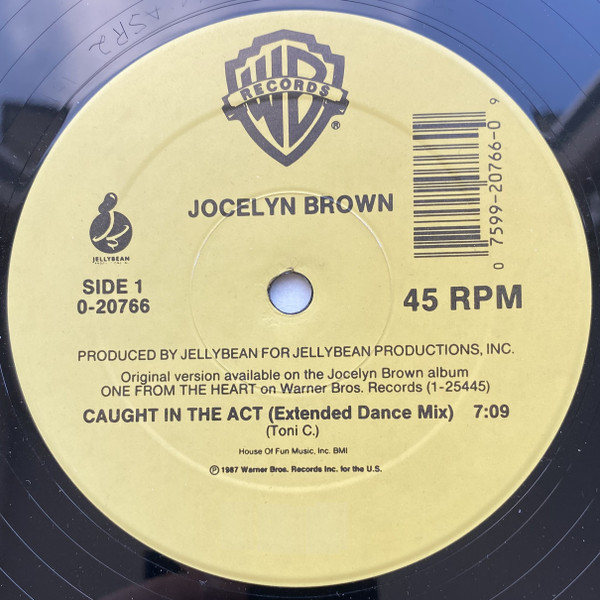 ASR2
WB
RECORDS
®
JOCELYN BROWN
0 7599-20766-0 9
JELLYBEAN
SIDE 1
0-20766
45 RPM
PRODUCED BY JELLYBEAN FOR JELLYBEAN PRODUCTIONS, INC.
Original version available on the Jocelyn Brown album
ONE FROM THE HEART on Warner Bros. Records (1-25445)
CAUGHT IN THE ACT (Extended Dance Mix) 7:09
(Toni C.)
House Of Fun Music, Inc. BMI
℗ 1987 Warner Bros. Records Inc. for the U.S.